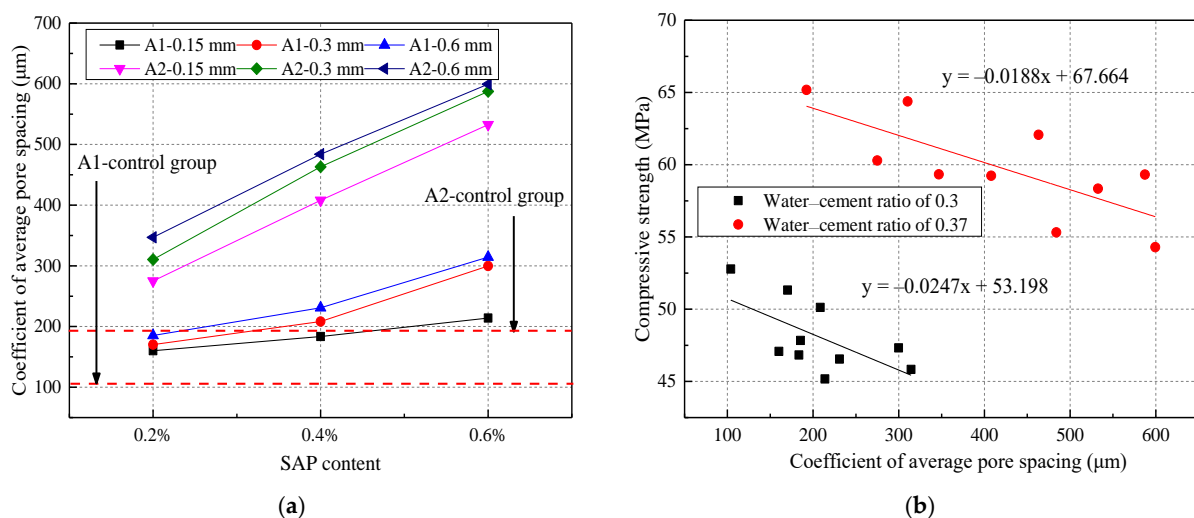 700
600
500
400
300
200
100
Coefficient of average pore spacing (μm)
A1-0.15 mm A1-0.3 mm A1-0.6 mm
A2-0.15 mm A2-0.3 mm A2-0.6 mm
A1-control group
A2-control group
0.2% 0.4% 0.6%
SAP content
(a)
70
65
60
55
50
45
Compressive strength (MPa)
y = –0.0188x + 67.664
Water–cement ratio of 0.3
Water–cement ratio of 0.37
y = –0.0247x + 53.198
100 200 300 400 500 600
Coefficient of average pore spacing (μm)
(b)